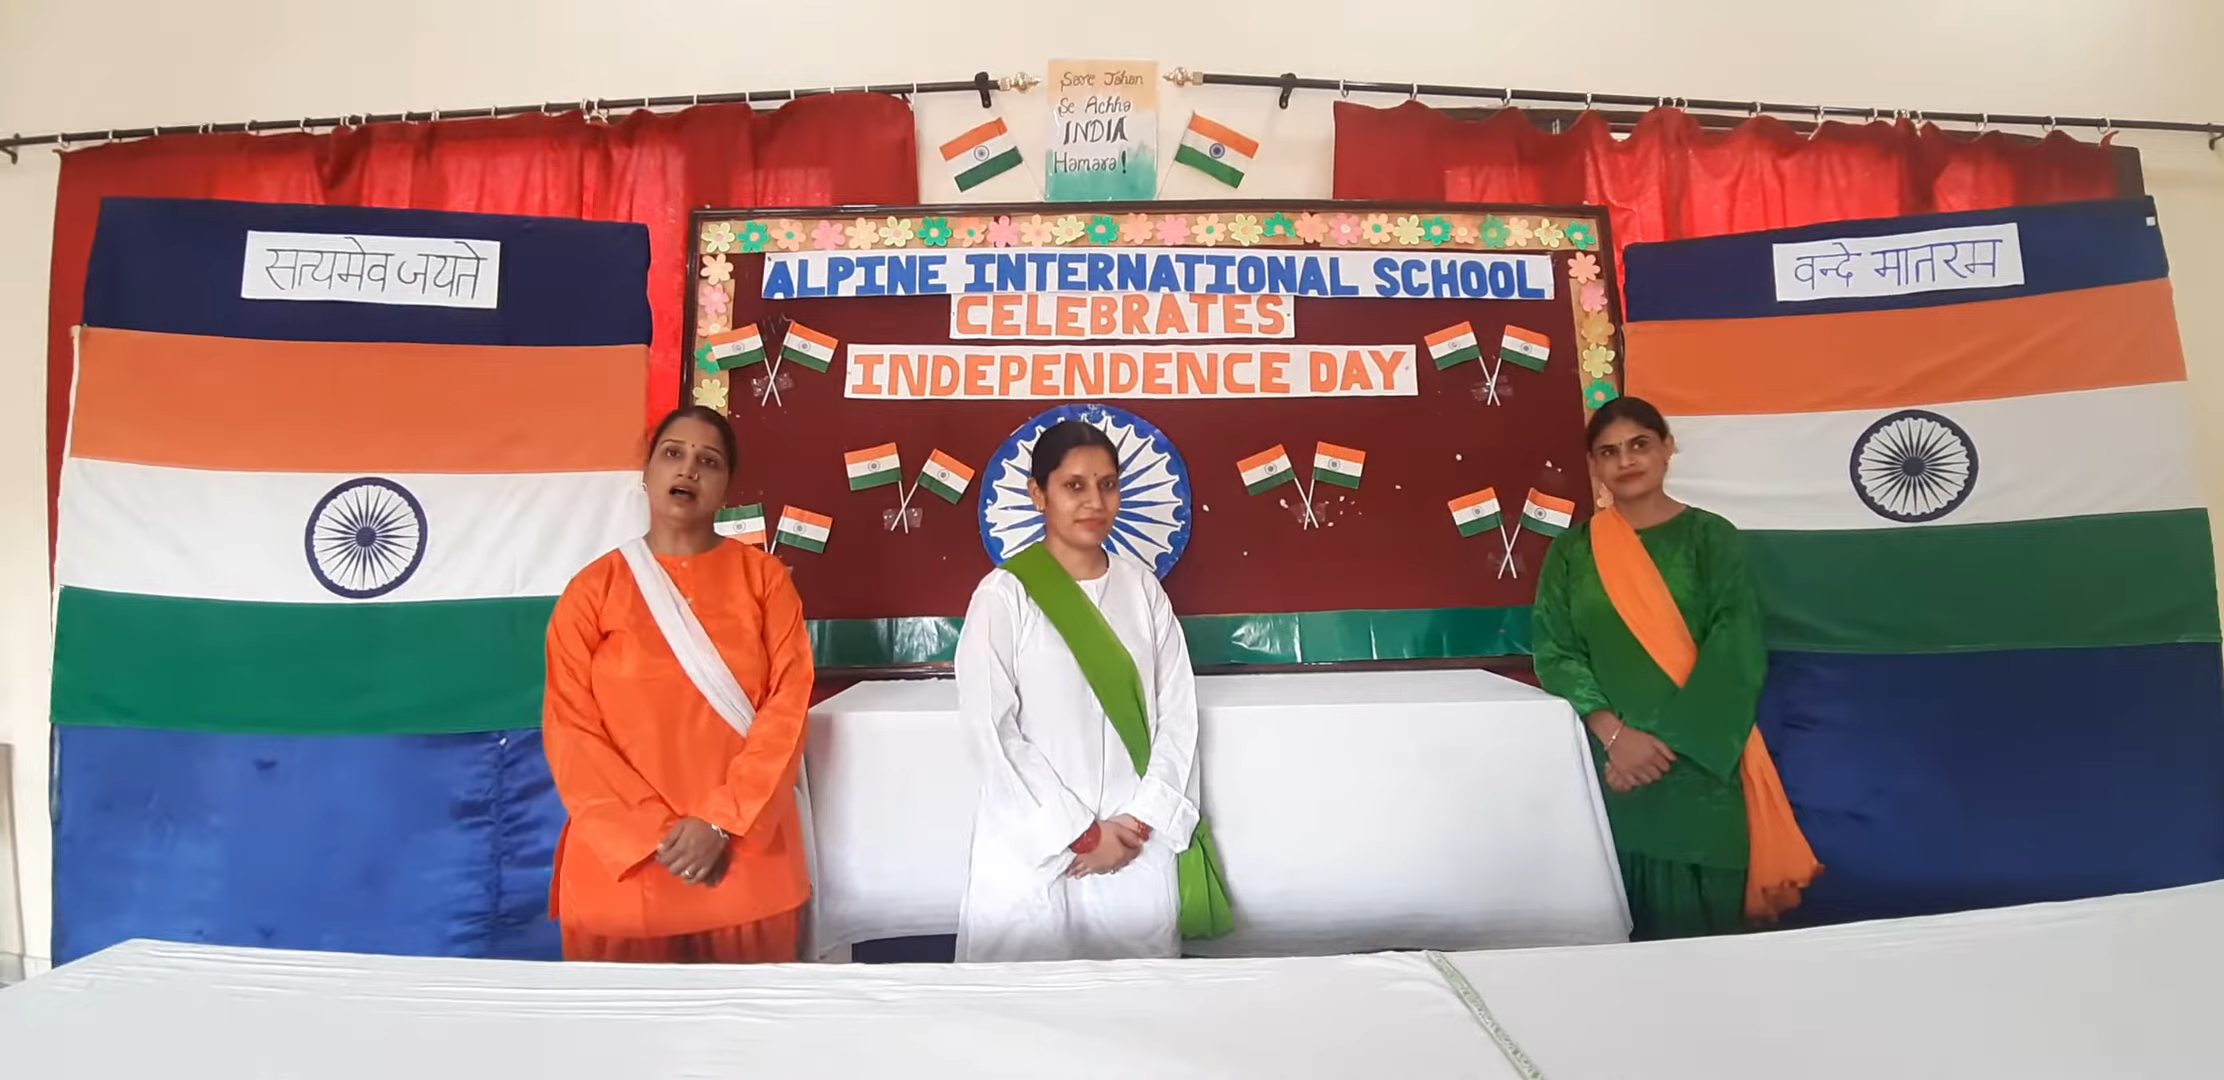 Sare Jahan
Se Achha
INDIA
Hamara!
सत्यमेव जयते
ALPINE INTERNATIONAL SCHOOL
CELEBRATES
INDEPENDENCE DAY
वन्दे मातरम